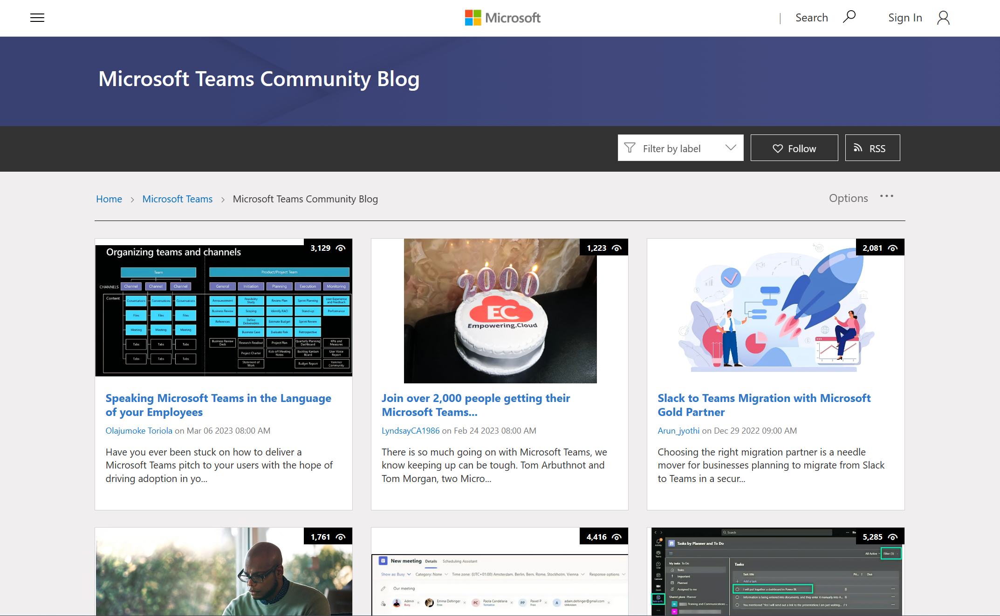 Microsoft
| Search
Sign In
Microsoft Teams Community Blog
Filter by label
Follow
RSS
Home > Microsoft Teams > Microsoft Teams Community Blog
Options ...
3,129
Organizing teams and channels
Team
Product/Project Team
CHANNELS Channel Channel Channel
General Initiation Planning Execution Monitoring
Content
Conversations Conversations Conversations
Announcement Feasibility Study Review Plan Sprint Planning User Experience and Feedback
Business Review Scoping Identify RACI Stand-up Performance
Files Files Files
References Define Deliverables Estimate Budget Sprint Review
Meeting Meeting Meeting
Business Case Evaluate Risk Retrospective
Tabs Tabs Tabs
Business Review Deck Research Readout Project Plan Quarterly Planning Dashboard KPIs and Measures
Project Charter Kick-off Meeting Notes Backlog Kanban Board User Voice Report
Tabs Tabs Tabs
Statement of Work Budget Report Yammer Community
Speaking Microsoft Teams in the Language
of your Employees
Olajumoke Toriola on Mar 06 2023 08:00 AM
Have you ever been stuck on how to deliver a
Microsoft Teams pitch to your users with the hope of
driving adoption in yo...
1,223
2000
EC
Empowering.Cloud
Join over 2,000 people getting their
Microsoft Teams...
LyndsayCA1986 on Feb 24 2023 08:00 AM
There is so much going on with Microsoft Teams, we
know keeping up can be tough. Tom Arbuthnot and
Tom Morgan, two Micro...
2,081
Slack to Teams Migration with Microsoft
Gold Partner
Arun_jyothi on Dec 29 2022 09:00 AM
Choosing the right migration partner is a needle
mover for businesses planning to migrate from Slack
to Teams in a secur...
1,761
4,416
New meeting Details Scheduling Assistant
Show as: Busy Category: None Time zone: (UTC+01:00) Amsterdam, Berlin, Bern, Rome, Stockholm, Vienna Response options
Our meeting
Admin Busy × Emma Deltinger Free × PC Paola Candelaria Tentative × PP Pawel P Free × A adam.deltinger@gmail.com Unknown ×
5,285
Search
Tasks by Planner and To Do
Activity
Teams
Chat
Calendar
Zoom
All Active Filter (1)
My tasks To Do
Tasks
Important
Planned
Assigned to me
Shared plans Planner
Training and Communications ...
Tasks
Task title Pri... ! Due
+ Add a task
I will put together a dashboard in Power BI.
Information is being entered into documents, and they enter it manually into A...
You mentioned "Yes I will send out a link to the presentation; I am just waiting...